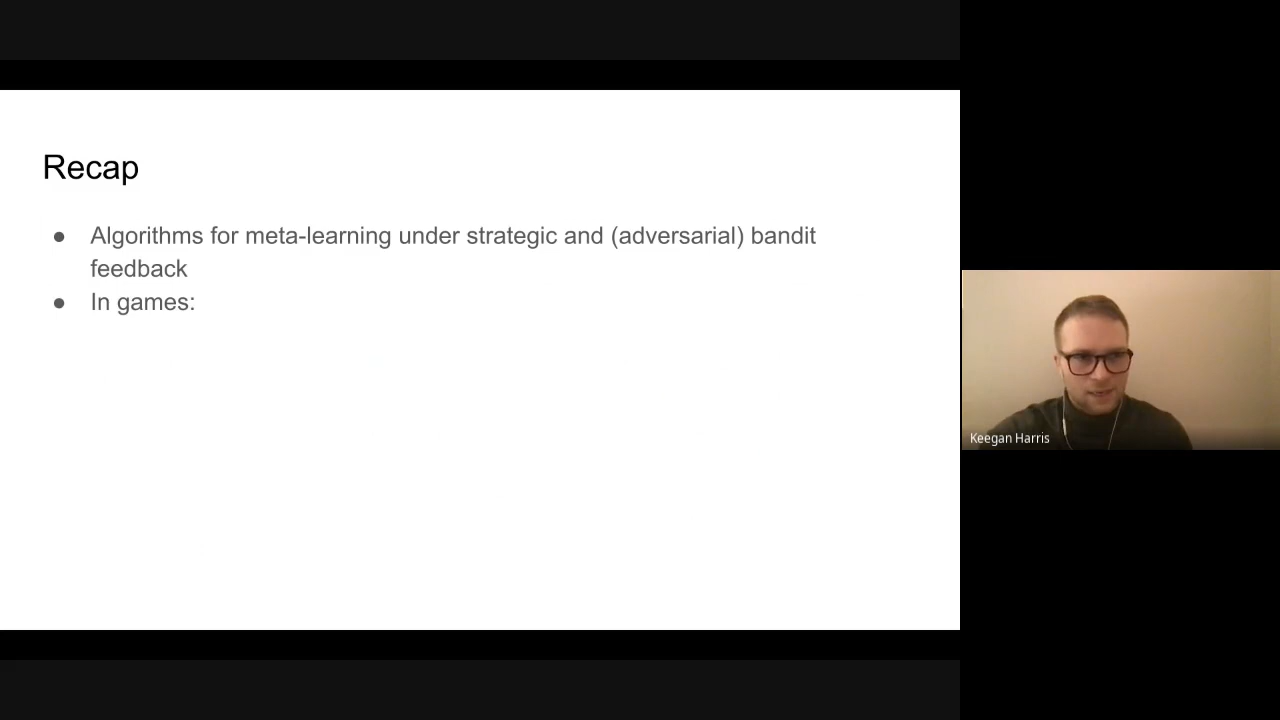 Recap
● Algorithms for meta-learning under strategic and (adversarial) bandit
feedback
● In games:
Keegan Harris